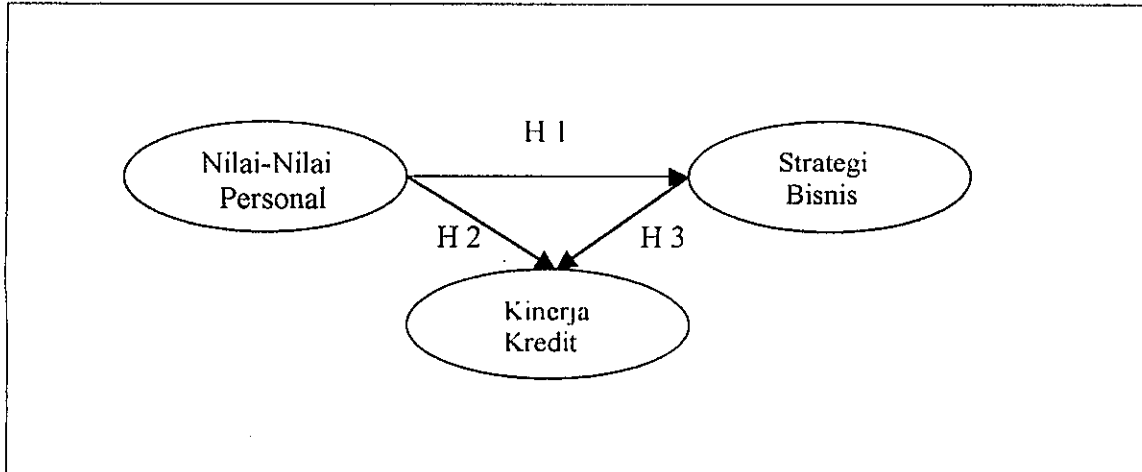 H 1
Nilai-Nilai
Personal
Strategi
Bisnis
H 2
H 3
Kinerja
Kredit